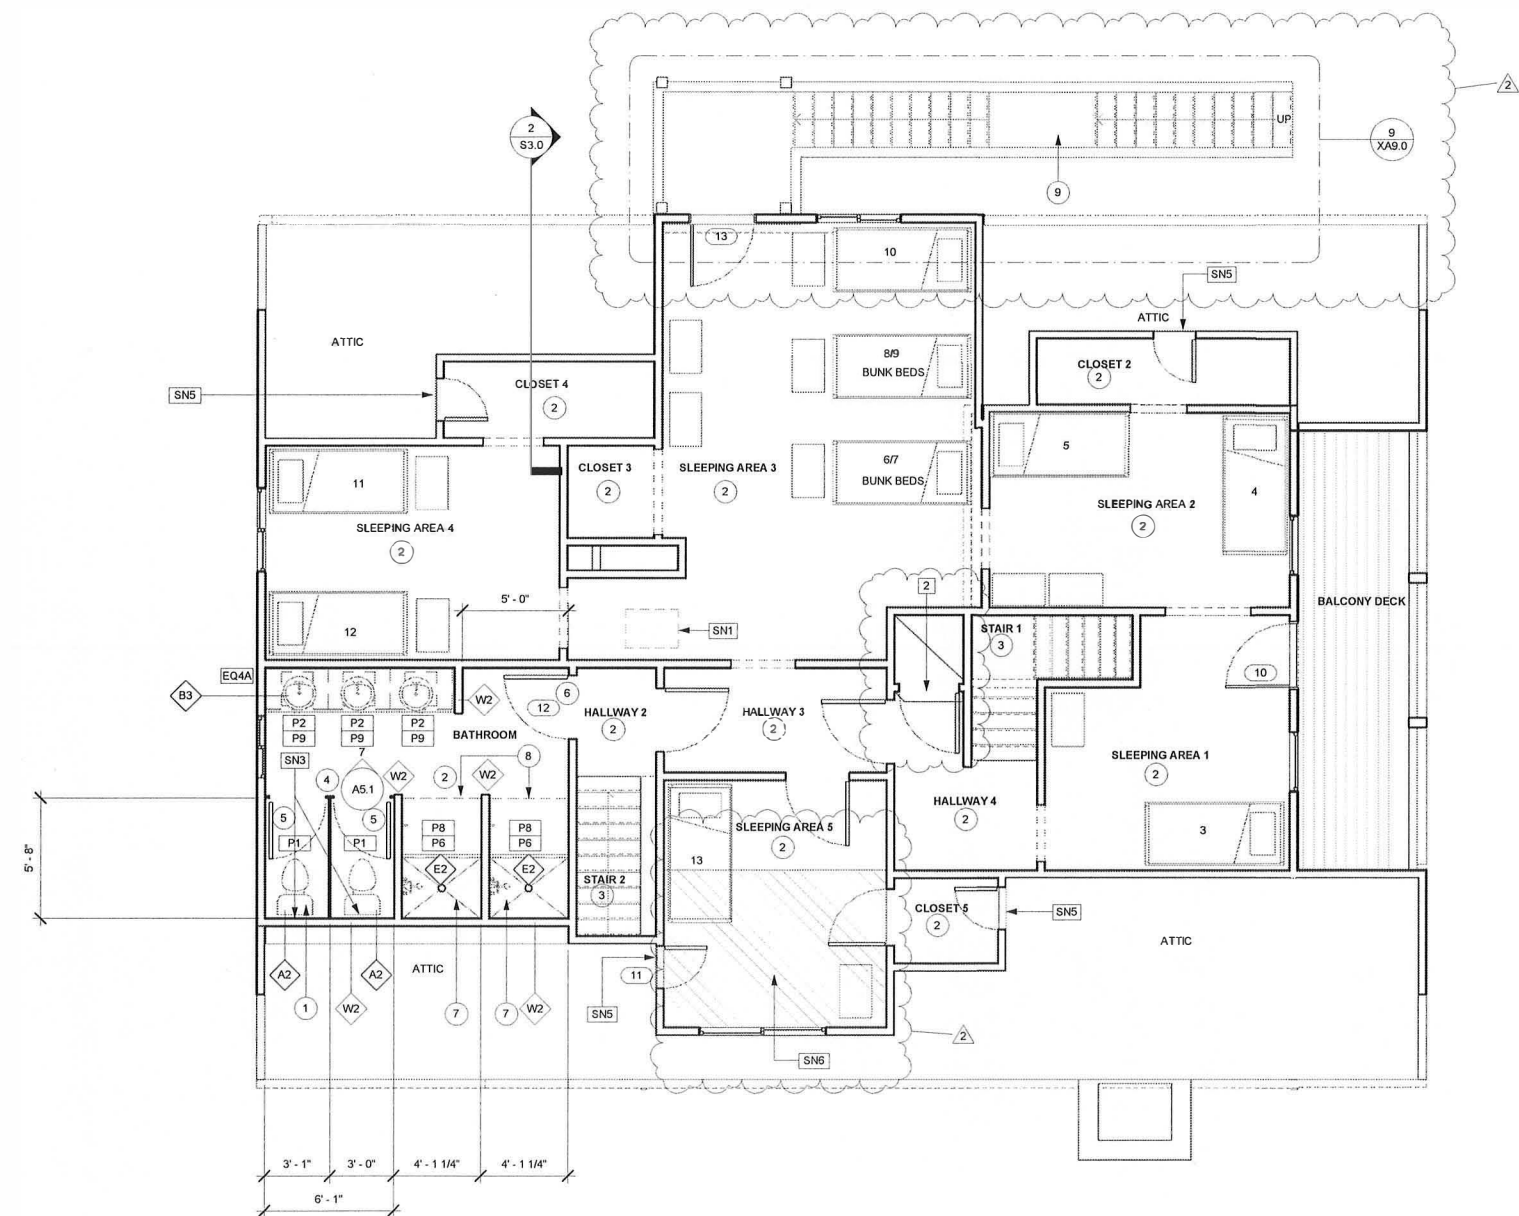 2
2
S3.0
UP
9
XA9.0
9
13
10
SN5
ATTIC
ATTIC
8/9
BUNK BEDS
CLOSET 2
2
CLOSET 4
2
SN5
6/7
BUNK BEDS
5
4
11
CLOSET 3
2
SLEEPING AREA 3
2
SLEEPING AREA 2
2
SLEEPING AREA 4
2
5' - 0"
2
BALCONY DECK
12
SN1
STAIR 1
3
EQ4A
B3
W2
6
12
10
P2
P9
P2
P9
P2
P9
HALLWAY 2
2
HALLWAY 3
2
BATHROOM
7
A5.1
SN3
SLEEPING AREA 1
2
4
W2
2
8
W2
5
5
P1
P1
P8
P6
P8
P6
HALLWAY 4
2
SLEEPING AREA 5
2
3
13
5' - 8"
E2
E2
STAIR 2
3
CLOSET 5
2
SN5
ATTIC
A2
A2
ATTIC
11
1
W2
7
7
W2
SN5
2
SN6
3' - 1"
3' - 0"
4' - 1 1/4"
4' - 1 1/4"
6' - 1"